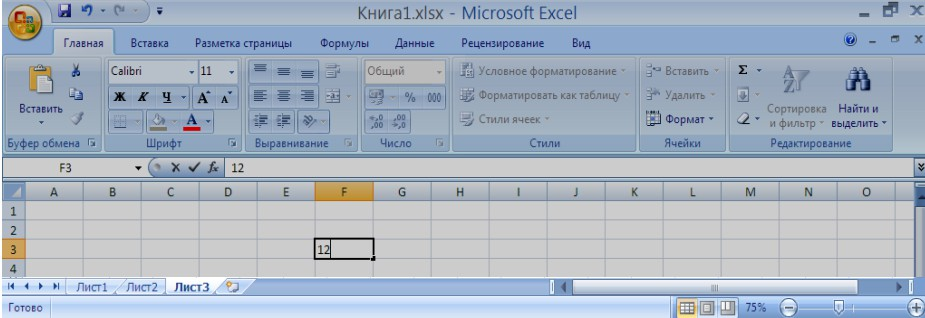 Книга1.xlsx - Microsoft Excel
Главная Вставка Разметка страницы Формулы Данные Рецензирование Вид
Calibri 11 Общий Условное форматирование Вставить Σ
Ж К Ч А А % 000 Форматировать как таблицу Удалить
Вставить А ,00 ,0 Стили ячеек Формат Сортировка и фильтр Найти и выделить
Буфер обмена Шрифт Выравнивание Число Стили Ячейки Редактирование
F3 fx 12
A B C D E F G H I J K L M N O
1
2
3 12
4
Лист1 Лист2 Лист3
Готово 75%